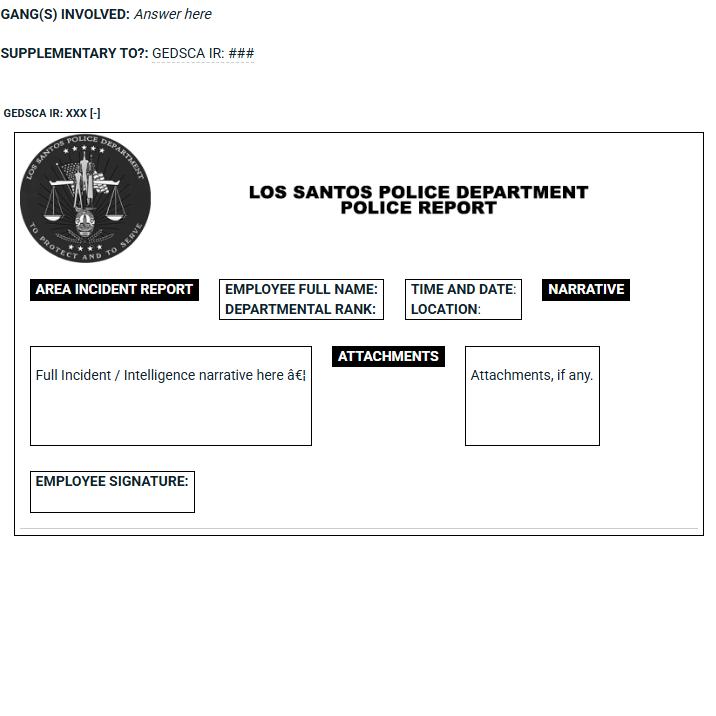 GANG(S) INVOLVED: Answer here
SUPPLEMENTARY TO?: GEDSCA IR: ###
GEDSCA IR: XXX [-]
LOS SANTOS POLICE DEPARTMENT
TO PROTECT AND TO SERVE
LOS SANTOS POLICE DEPARTMENT
POLICE REPORT
AREA INCIDENT REPORT
EMPLOYEE FULL NAME:
DEPARTMENTAL RANK:
TIME AND DATE:
LOCATION:
NARRATIVE
Full Incident / Intelligence narrative here â€¦
ATTACHMENTS
Attachments, if any.
EMPLOYEE SIGNATURE: